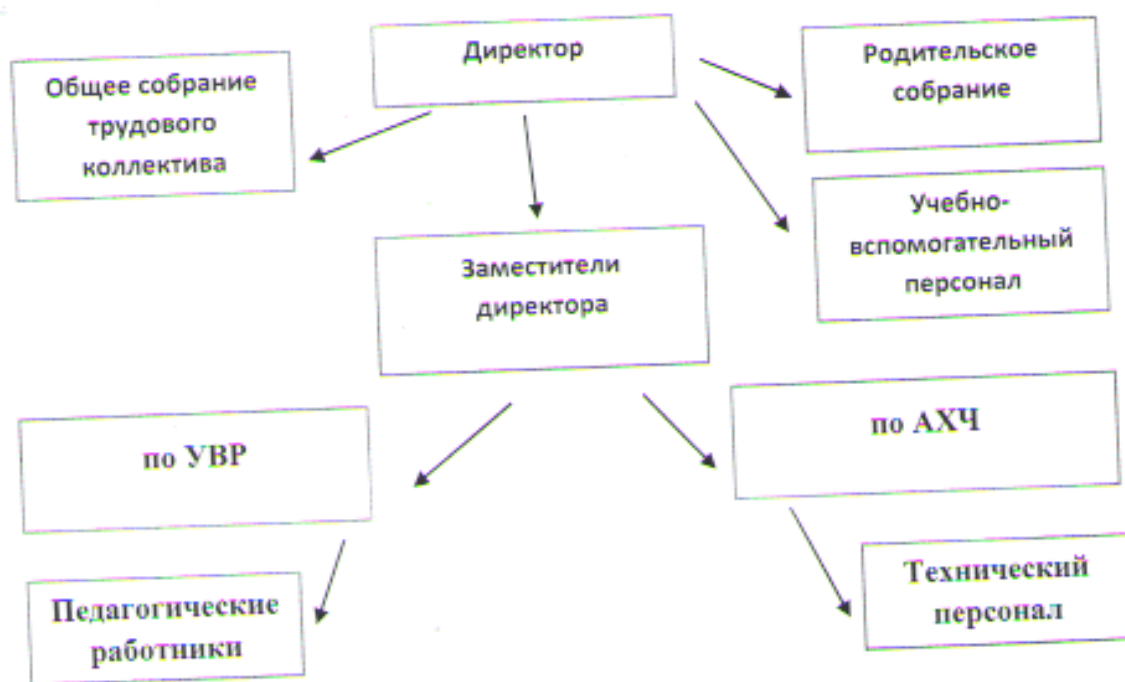 Директор
Общее собрание
трудового
коллектива
Родительское
собрание
Учебно-
вспомогательный
персонал
Заместители
директора
по УВР
по АХЧ
Педагогические
работники
Технический
персонал